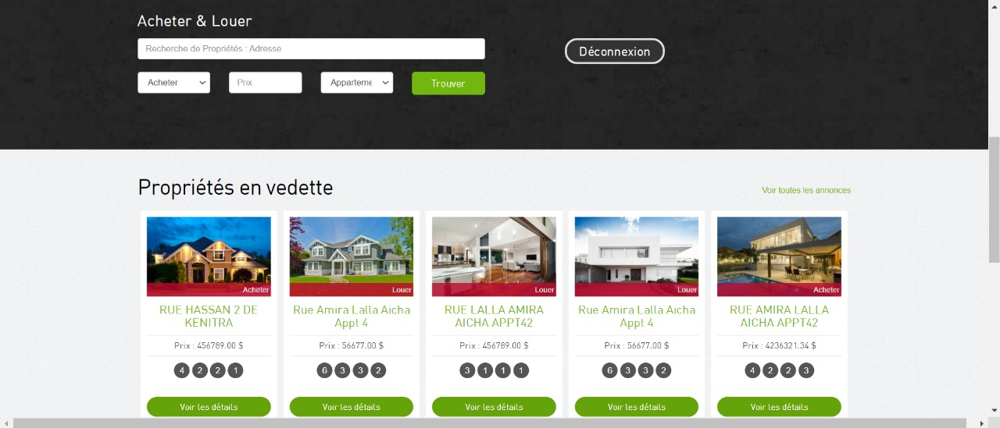 Acheter & Louer
Recherche de Propriétés : Adresse
Déconnexion
Acheter Prix Apparteme Trouver
Propriétés en vedette
Voir toutes les annonces
Acheter Louer Louer Louer Acheter
RUE HASSAN 2 DE
KENITRA
Prix : 456789.00 $
4 2 2 1
Voir les détails
Rue Amira Lalla Aicha
Appt 4
Prix : 56677.00 $
6 3 3 2
Voir les détails
RUE LALLA AMIRA
AICHA APPT42
Prix : 456789.00 $
3 1 1 1
Voir les détails
Rue Amira Lalla Aicha
Appt 4
Prix : 56677.00 $
6 3 3 2
Voir les détails
RUE AMIRA LALLA
AICHA APPT42
Prix : 4236321.34 $
4 2 2 3
Voir les détails